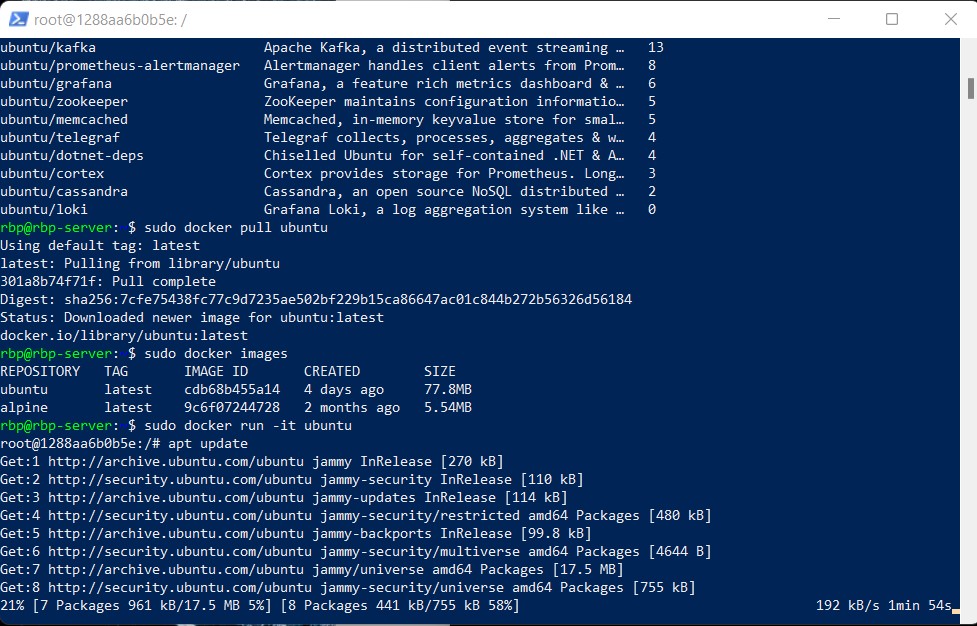 root@1288aa6b0b5e: /
ubuntu/kafka Apache Kafka, a distributed event streaming … 13
ubuntu/prometheus-alertmanager Alertmanager handles client alerts from Prom… 8
ubuntu/grafana Grafana, a feature rich metrics dashboard & … 6
ubuntu/zookeeper ZooKeeper maintains configuration informatio… 5
ubuntu/memcached Memcached, in-memory keyvalue store for smal… 5
ubuntu/telegraf Telegraf collects, processes, aggregates & w… 4
ubuntu/dotnet-deps Chiselled Ubuntu for self-contained .NET & A… 4
ubuntu/cortex Cortex provides storage for Prometheus. Long… 3
ubuntu/cassandra Cassandra, an open source NoSQL distributed … 2
ubuntu/loki Grafana Loki, a log aggregation system like … 0
rbp@rbp-server: $ sudo docker pull ubuntu
Using default tag: latest
latest: Pulling from library/ubuntu
301a8b74f71f: Pull complete
Digest: sha256:7cfe75438fc77c9d7235ae502bf229b15ca86647ac01c844b272b56326d56184
Status: Downloaded newer image for ubuntu:latest
docker.io/library/ubuntu:latest
rbp@rbp-server: $ sudo docker images
REPOSITORY TAG IMAGE ID CREATED SIZE
ubuntu latest cdb68b455a14 4 days ago 77.8MB
alpine latest 9c6f07244728 2 months ago 5.54MB
rbp@rbp-server: $ sudo docker run -it ubuntu
root@1288aa6b0b5e:/# apt update
Get:1 http://archive.ubuntu.com/ubuntu jammy InRelease [270 kB]
Get:2 http://security.ubuntu.com/ubuntu jammy-security InRelease [110 kB]
Get:3 http://archive.ubuntu.com/ubuntu jammy-updates InRelease [114 kB]
Get:4 http://security.ubuntu.com/ubuntu jammy-security/restricted amd64 Packages [480 kB]
Get:5 http://archive.ubuntu.com/ubuntu jammy-backports InRelease [99.8 kB]
Get:6 http://security.ubuntu.com/ubuntu jammy-security/multiverse amd64 Packages [4644 B]
Get:7 http://archive.ubuntu.com/ubuntu jammy/universe amd64 Packages [17.5 MB]
Get:8 http://security.ubuntu.com/ubuntu jammy-security/universe amd64 Packages [755 kB]
21% [7 Packages 961 kB/17.5 MB 5%] [8 Packages 441 kB/755 kB 58%] 192 kB/s 1min 54s